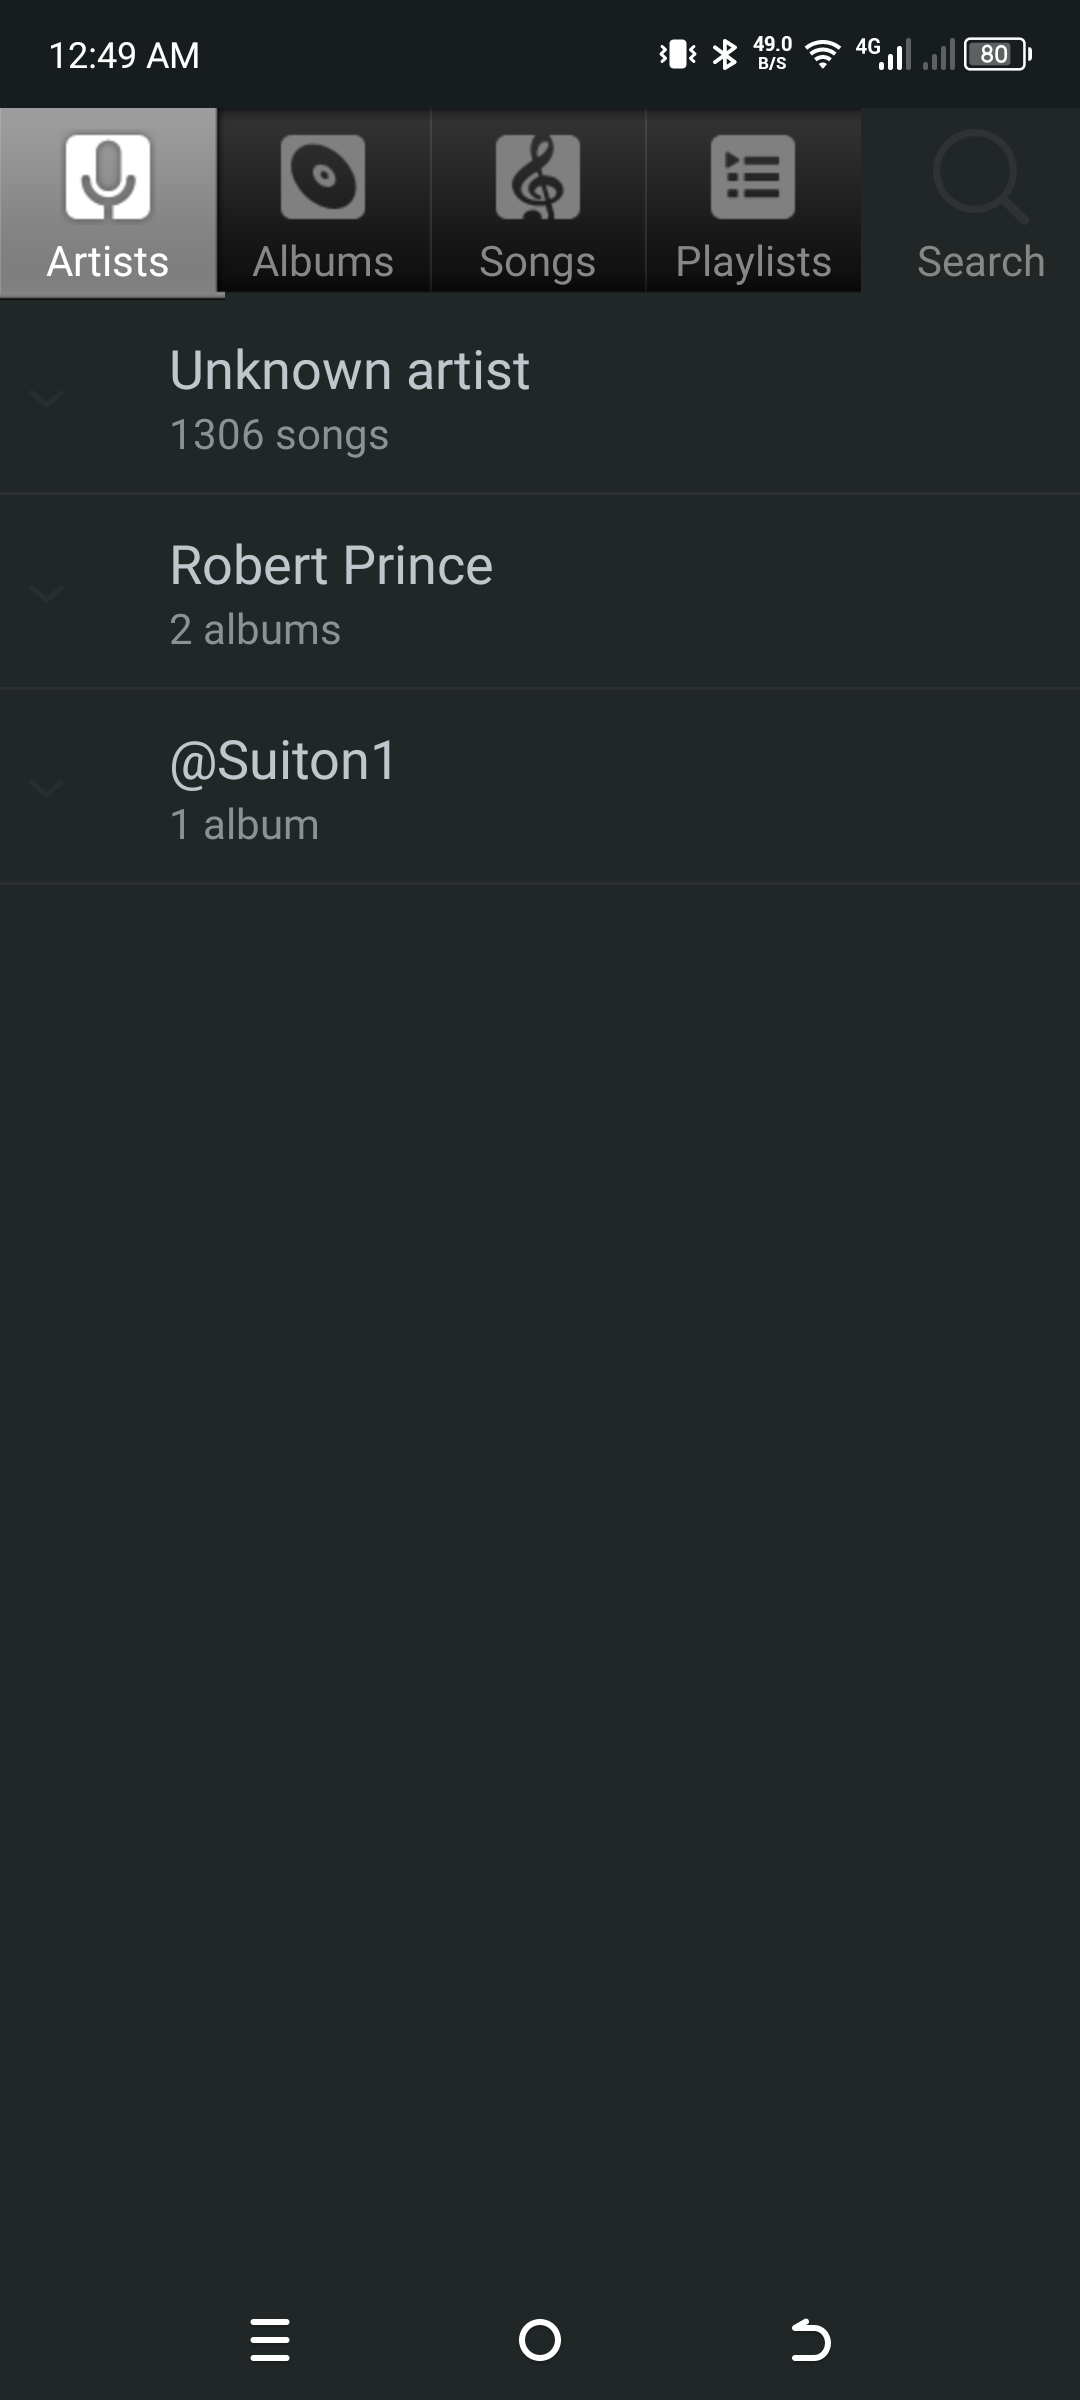 12:49 AM
49.0
B/S
4G
80
Artists
Albums
Songs
Playlists
Search
Unknown artist
1306 songs
Robert Prince
2 albums
@Suiton1
1 album